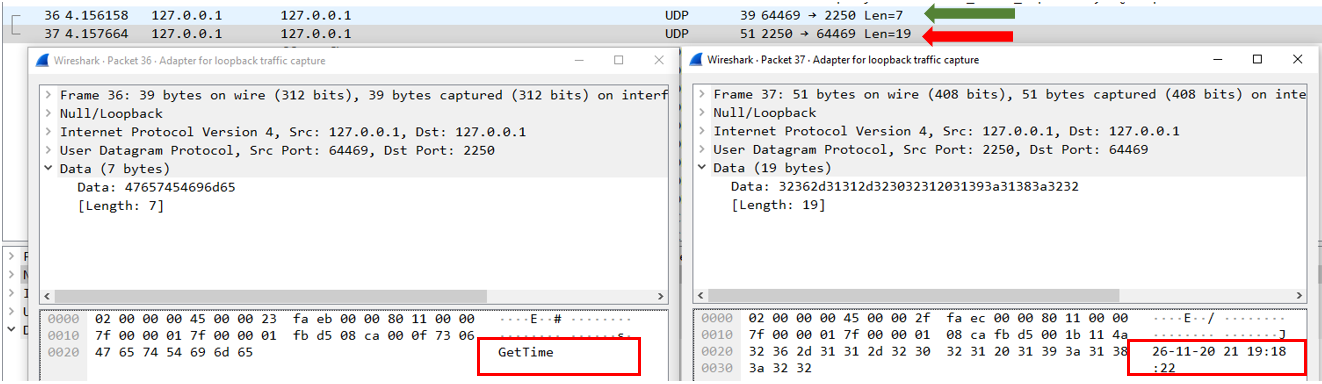 36 4.156158 127.0.0.1 127.0.0.1 UDP 39 64469 → 2250 Len=7
37 4.157664 127.0.0.1 127.0.0.1 UDP 51 2250 → 64469 Len=19
Wireshark · Packet 36 · Adapter for loopback traffic capture
Frame 36: 39 bytes on wire (312 bits), 39 bytes captured (312 bits) on interf
Null/Loopback
Internet Protocol Version 4, Src: 127.0.0.1, Dst: 127.0.0.1
User Datagram Protocol, Src Port: 64469, Dst Port: 2250
Data (7 bytes)
Data: 47657454696d65
[Length: 7]
0000 02 00 00 00 45 00 00 23 fa eb 00 00 80 11 00 00 ····E··# ········
0010 7f 00 00 01 7f 00 00 01 fb d5 08 ca 00 0f 73 06 ········ ······s·
0020 47 65 74 54 69 6d 65 GetTime
Wireshark · Packet 37 · Adapter for loopback traffic capture
Frame 37: 51 bytes on wire (408 bits), 51 bytes captured (408 bits) on inte
Null/Loopback
Internet Protocol Version 4, Src: 127.0.0.1, Dst: 127.0.0.1
User Datagram Protocol, Src Port: 2250, Dst Port: 64469
Data (19 bytes)
Data: 32362d31312d323032312031393a31383a3232
[Length: 19]
0000 02 00 00 00 45 00 00 2f fa ec 00 00 80 11 00 00 ····E··/ ········
0010 7f 00 00 01 7f 00 00 01 08 ca fb d5 00 1b 11 4a ········ ·······J
0020 32 36 2d 31 31 2d 32 30 32 31 20 31 39 3a 31 38 26-11-20 21 19:18
0030 3a 32 32 :22